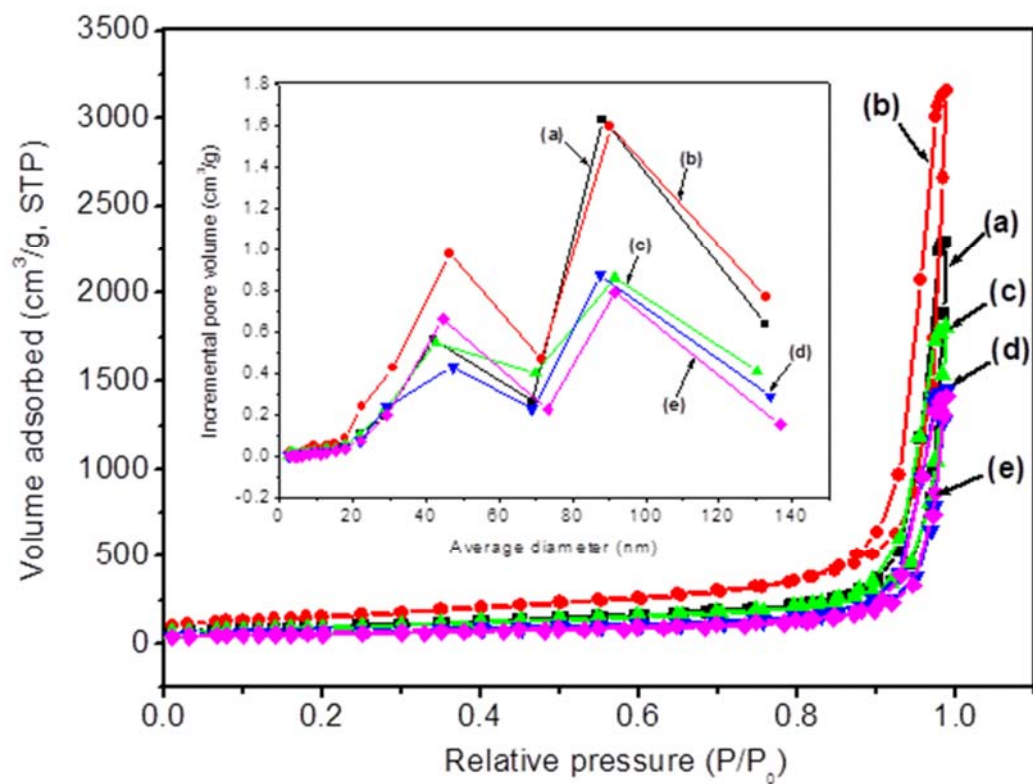 3500
3000
2500
2000
1500
1000
500
0
Volume adsorbed (cm³/g, STP)
0.0
0.2
0.4
0.6
0.8
1.0
Relative pressure (P/P₀)
(b)
(a)
(c)
(d)
(e)
1.8
1.6
1.4
1.2
1.0
0.8
0.6
0.4
0.2
0.0
-0.2
Incremental pore volume (cm³/g)
0
20
40
60
80
100
120
140
Average diameter (nm)
(a)
(b)
(c)
(d)
(e)